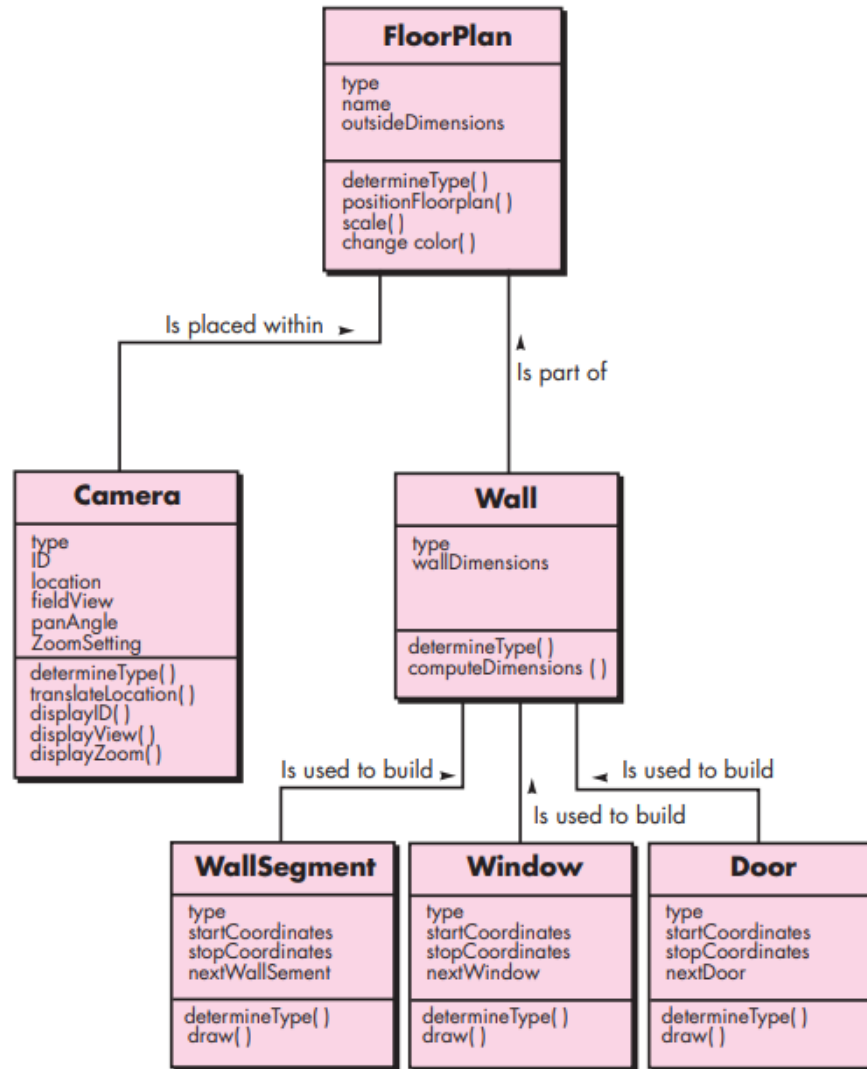 FloorPlan
type
name
outsideDimensions
determineType( )
positionFloorplan( )
scale( )
change color( )
Is placed within
Is part of
Camera
type
ID
location
fieldView
panAngle
ZoomSetting
determineType( )
translateLocation( )
displayID( )
displayView( )
displayZoom( )
Wall
type
wallDimensions
determineType( )
computeDimensions ( )
Is used to build
Is used to build
Is used to build
WallSegment
type
startCoordinates
stopCoordinates
nextWallSement
determineType( )
draw( )
Window
type
startCoordinates
stopCoordinates
nextWindow
determineType( )
draw( )
Door
type
startCoordinates
stopCoordinates
nextDoor
determineType( )
draw( )